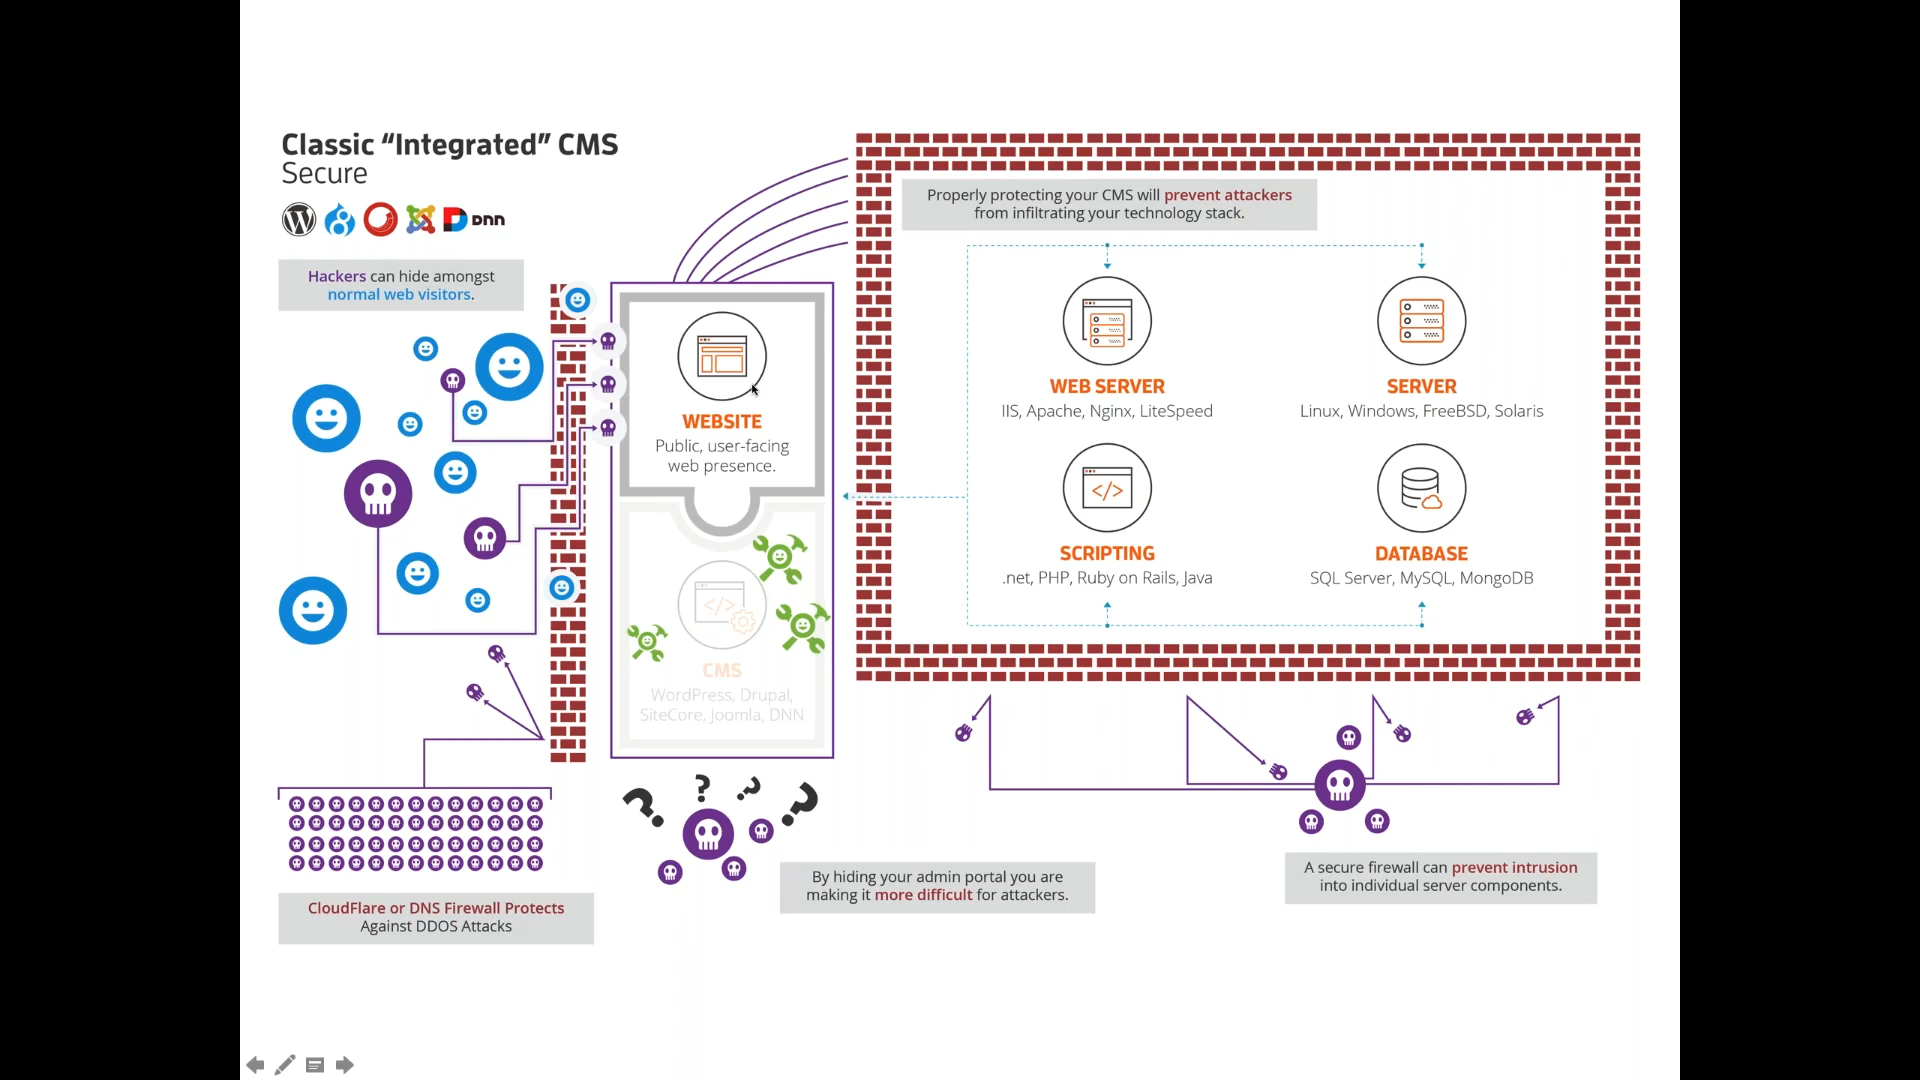 Classic “Integrated” CMS
Secure
DNN
Hackers can hide amongst
normal web visitors.
Properly protecting your CMS will prevent attackers
from infiltrating your technology stack.
WEBSITE
Public, user-facing
web presence.
CMS
WordPress, Drupal,
SiteCore, Joomla, DNN
WEB SERVER
IIS, Apache, Nginx, LiteSpeed
SERVER
Linux, Windows, FreeBSD, Solaris
SCRIPTING
.net, PHP, Ruby on Rails, Java
DATABASE
SQL Server, MySQL, MongoDB
? ? ? ?
By hiding your admin portal you are
making it more difficult for attackers.
A secure firewall can prevent intrusion
into individual server components.
CloudFlare or DNS Firewall Protects
Against DDOS Attacks